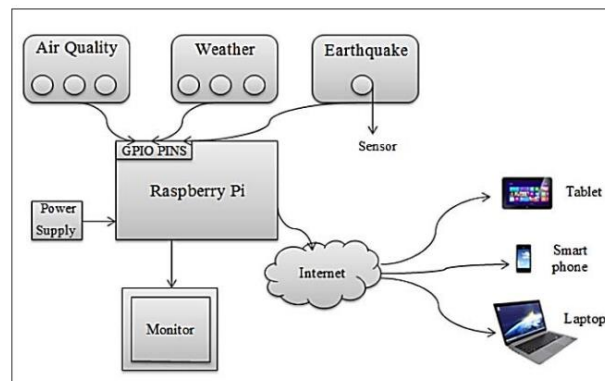 Air Quality
Weather
Earthquake
Sensor
GPIO PINS
Raspberry Pi
Power
Supply
Monitor
Internet
Tablet
Smart
phone
Laptop